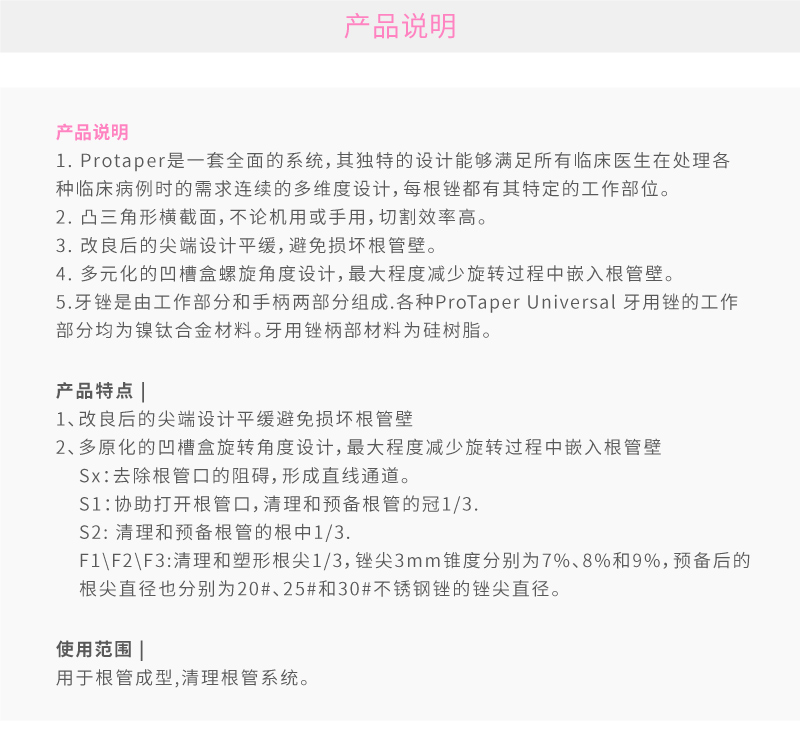 产品说明
产品说明
1. Protaper是一套全面的系统，其独特的设计能够满足所有临床医生在处理各
种临床病例时的需求连续的多维度设计，每根锉都有其特定的工作部位。
2. 凸三角形横截面，不论机用或手用，切割效率高。
3. 改良后的尖端设计平缓，避免损坏根管壁。
4. 多元化的凹槽盒螺旋角度设计，最大程度减少旋转过程中嵌入根管壁。
5.牙锉是由工作部分和手柄两部分组成.各种ProTaper Universal 牙用锉的工作
部分均为镍钛合金材料。牙用锉柄部材料为硅树脂。
产品特点 |
1、改良后的尖端设计平缓避免损坏根管壁
2、多原化的凹槽盒旋转角度设计，最大程度减少旋转过程中嵌入根管壁
Sx：去除根管口的阻碍，形成直线通道。
S1：协助打开根管口，清理和预备根管的冠1/3.
S2: 清理和预备根管的根中1/3.
F1\F2\F3:清理和塑形根尖1/3，锉尖3mm锥度分别为7%、8%和9%，预备后的
根尖直径也分别为20#、25#和30#不锈钢锉的锉尖直径。
使用范围 |
用于根管成型,清理根管系统。